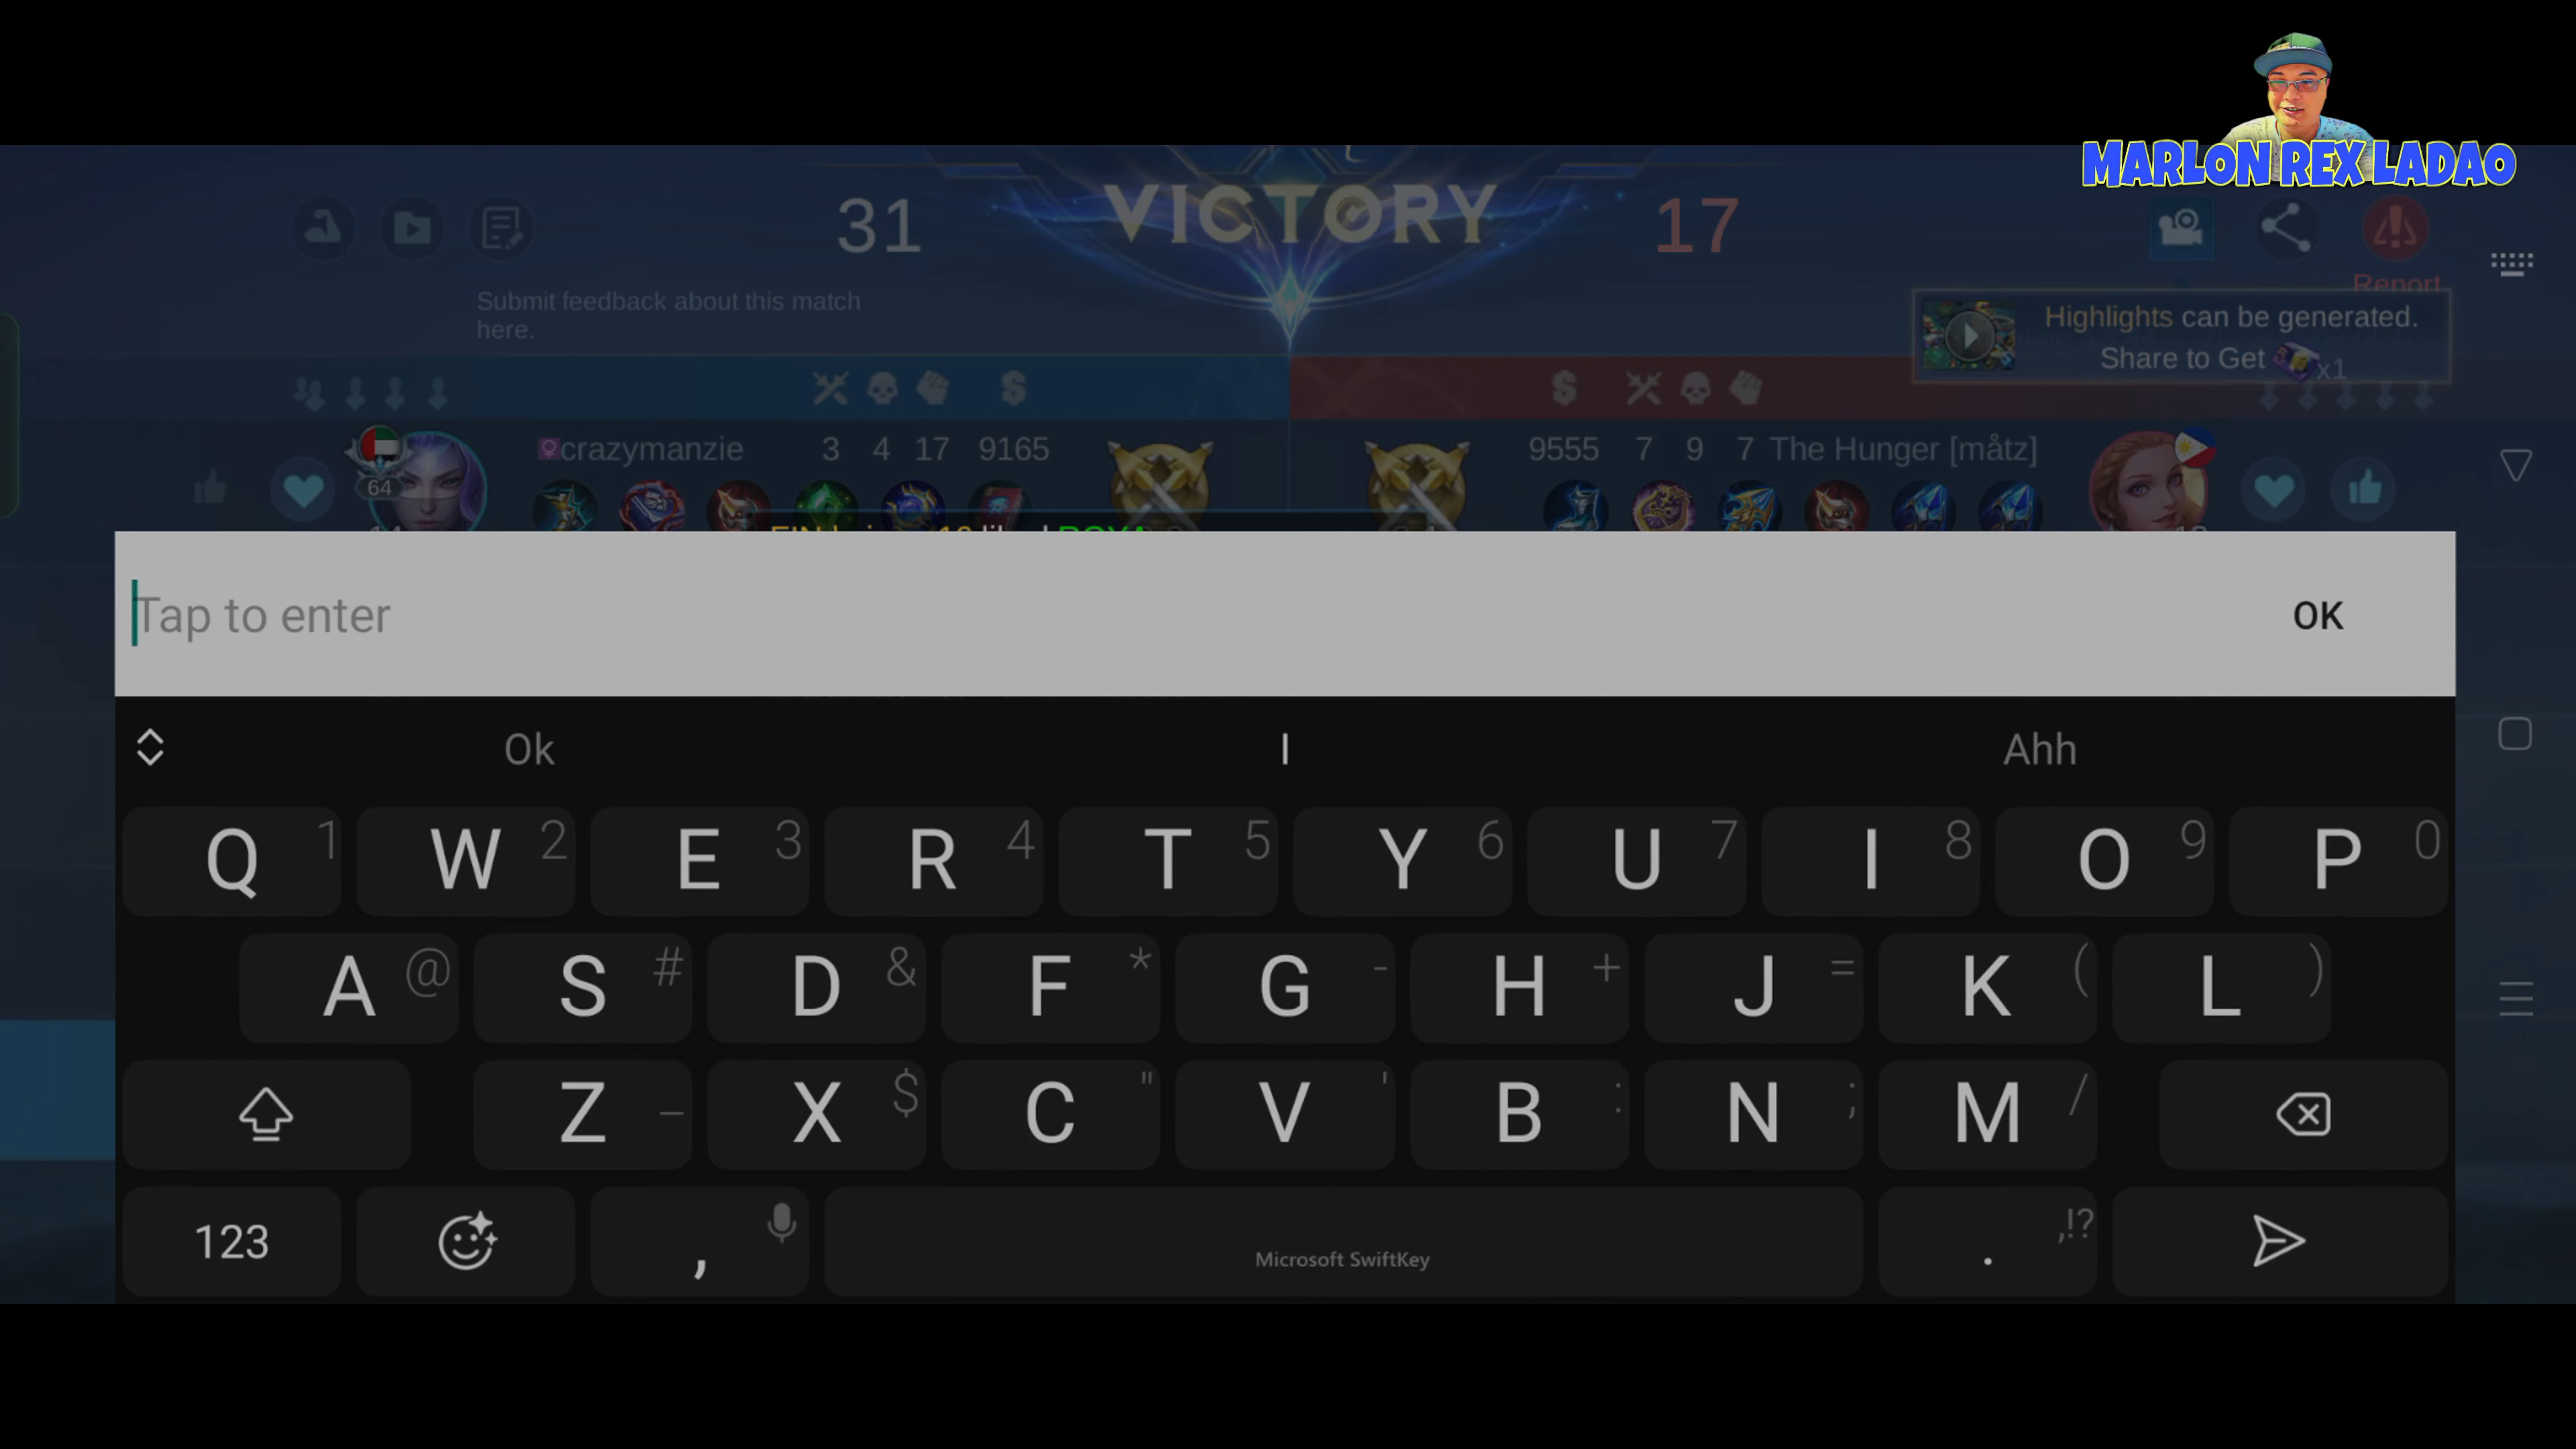 MARLON REX LADAO
31
VICTORY
17
Report
Submit feedback about this match
here.
Highlights can be generated.
Share to Get x1
crazymanzie 3 4 17 9165
9555 7 9 7 The Hunger [måtz]
64
Tap to enter
OK
Ok I Ahh
Q 1 W 2 E 3 R 4 T 5 Y 6 U 7 I 8 O 9 P 0
A @ S # D & F * G - H + J = K ( L )
Z _ X $ C " V ' B : N ; M /
123 , Microsoft SwiftKey . ,!?